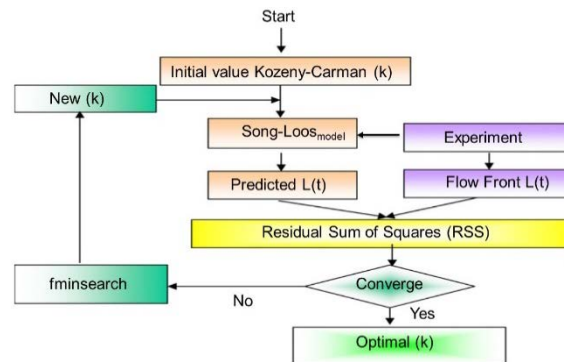 Start
Initial value Kozeny-Carman (k)
New (k)
Song-Loosmodel
Experiment
Predicted L(t)
Flow Front L(t)
Residual Sum of Squares (RSS)
fminsearch
Converge
No
Yes
Optimal (k)